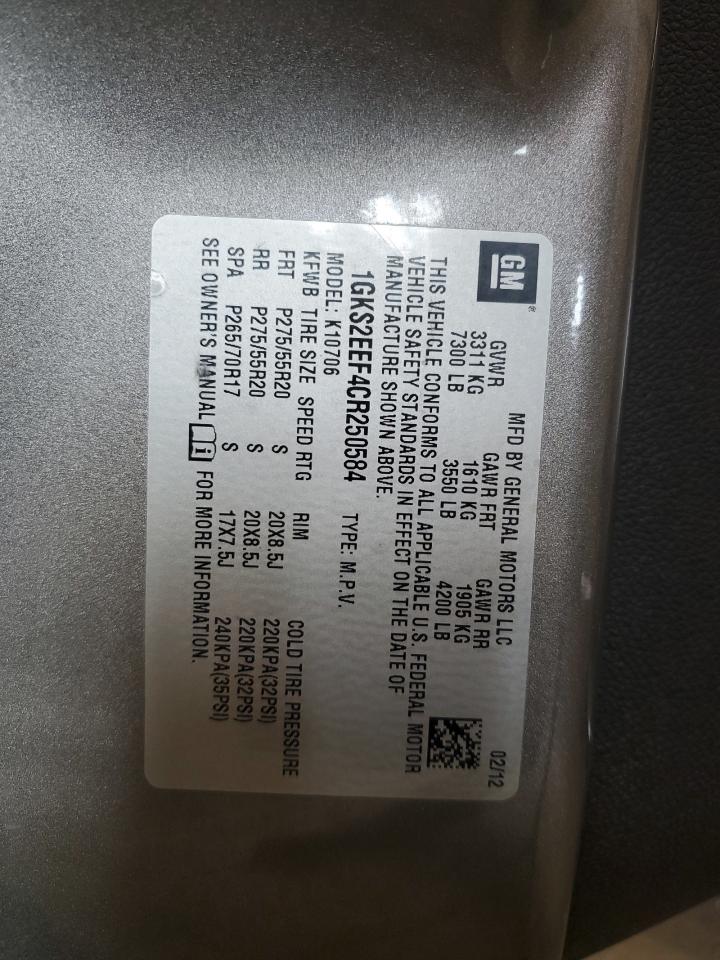 GM®
MFD BY GENERAL MOTORS LLC 02/12
GVWR GAWR FRT GAWR RR
3311 KG 1610 KG 1905 KG
7300 LB 3550 LB 4200 LB
THIS VEHICLE CONFORMS TO ALL APPLICABLE U.S. FEDERAL MOTOR
VEHICLE SAFETY STANDARDS IN EFFECT ON THE DATE OF
MANUFACTURE SHOWN ABOVE.
1GKS2EEF4CR250584 TYPE: M.P.V.
MODEL: K10706
KFWB TIRE SIZE SPEED RTG RIM COLD TIRE PRESSURE
FRT P275/55R20 S 20X8.5J 220KPA(32PSI)
RR P275/55R20 S 20X8.5J 220KPA(32PSI)
SPA P265/70R17 S 17X7.5J 240KPA(35PSI)
SEE OWNER'S MANUAL FOR MORE INFORMATION.